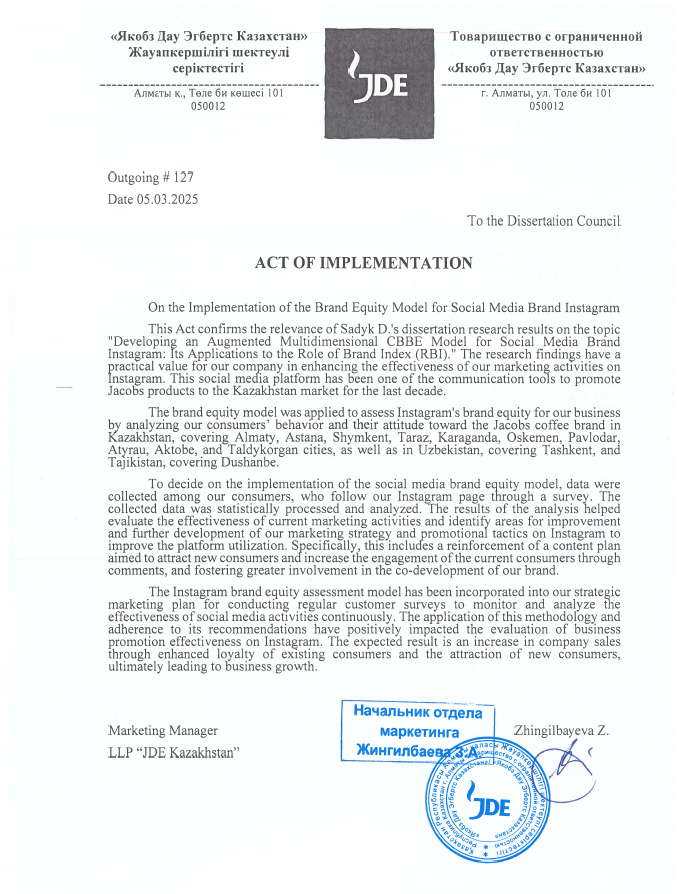 «Якобз Дау Эгбертс Казахстан»
Жауапкершілігі шектеулі
серіктестігі
Алматы к., Төле би көшесі 101
050012
JDE
Товарищество с ограниченной
ответственностью
«Якобз Дау Эгбертс Казахстан»
г. Алматы, ул. Толе би 101
050012
Outgoing # 127
Date 05.03.2025
To the Dissertation Council
ACT OF IMPLEMENTATION
On the Implementation of the Brand Equity Model for Social Media Brand Instagram
This Act confirms the relevance of Sadyk D.'s dissertation research results on the topic
"Developing an Augmented Multidimensional CBBE Model for Social Media Brand
Instagram: Its Applications to the Role of Brand Index (RBI)." The research findings have a
practical value for our company in enhancing the effectiveness of our marketing activities on
Instagram. This social media platform has been one of the communication tools to promote
Jacobs products to the Kazakhstan market for the last decade.
The brand equity model was applied to assess Instagram's brand equity for our business
by analyzing our consumers’ behavior and their attitude toward the Jacobs coffee brand in
Kazakhstan, covering Almaty, Astana, Shymkent, Taraz, Karaganda, Oskemen, Pavlodar,
Atyrau, Aktobe, and Taldykorgan cities, as well as in Uzbekistan, covering Tashkent, and
Tajikistan, covering Dushanbe.
To decide on the implementation of the social media brand equity model, data were
collected among our consumers, who follow our Instagram page through a survey. The
collected data was statistically processed and analyzed. The results of the analysis helped
evaluate the effectiveness of current marketing activities and identify areas for improvement
and further development of our marketing strategy and promotional tactics on Instagram to
improve the platform utilization. Specifically, this includes a reinforcement of a content plan
aimed to attract new consumers and increase the engagement of the current consumers through
comments, and fostering greater involvement in the co-development of our brand.
The Instagram brand equity assessment model has been incorporated into our strategic
marketing plan for conducting regular customer surveys to monitor and analyze the
effectiveness of social media activities continuously. The application of this methodology and
adherence to its recommendations have positively impacted the evaluation of business
promotion effectiveness on Instagram. The expected result is an increase in company sales
through enhanced loyalty of existing consumers and the attraction of new consumers,
ultimately leading to business growth.
Marketing Manager
LLP “JDE Kazakhstan”
Начальник отдела
маркетинга
Жингилбаева З.А.
Zhingilbayeva Z.
JDE